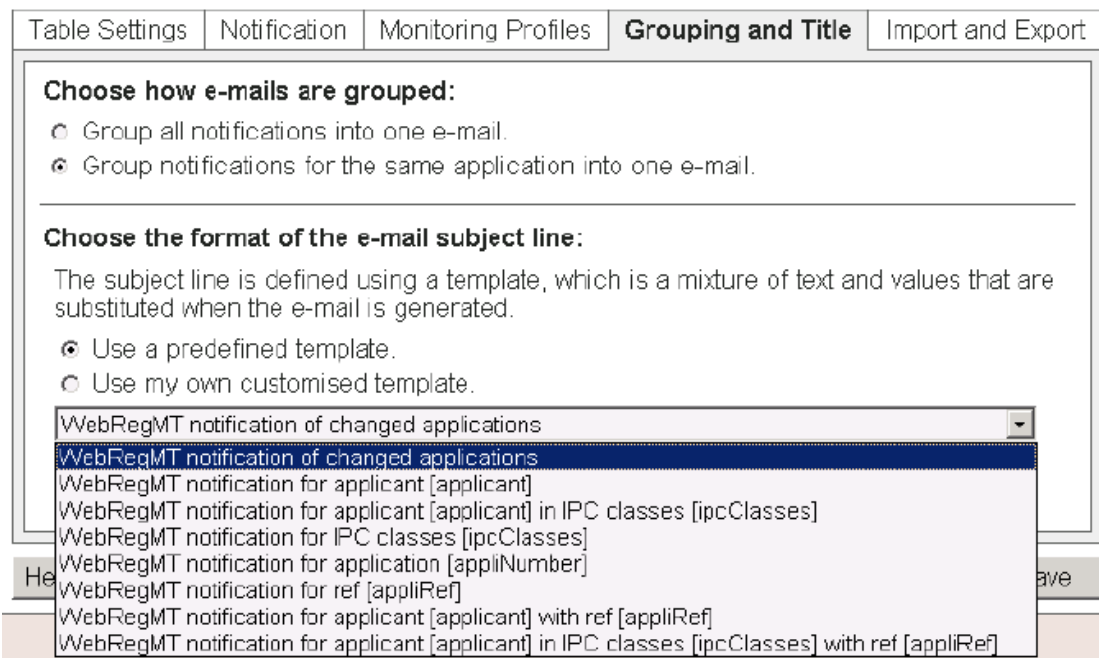 Table Settings Notification Monitoring Profiles Grouping and Title Import and Export
Choose how e-mails are grouped:
Group all notifications into one e-mail.
Group notifications for the same application into one e-mail.
Choose the format of the e-mail subject line:
The subject line is defined using a template, which is a mixture of text and values that are
substituted when the e-mail is generated.
Use a predefined template.
Use my own customised template.
WebRegMT notification of changed applications
WebRegMT notification of changed applications
WebRegMT notification for applicant [applicant]
WebRegMT notification for applicant [applicant] in IPC classes [ipcClasses]
WebRegMT notification for IPC classes [ipcClasses]
WebRegMT notification for application [appliNumber]
He ave
WebRegMT notification for ref [appliRef]
WebRegMT notification for applicant [applicant] with ref [appliRef]
WebRegMT notification for applicant [applicant] in IPC classes [ipcClasses] with ref [appliRef]